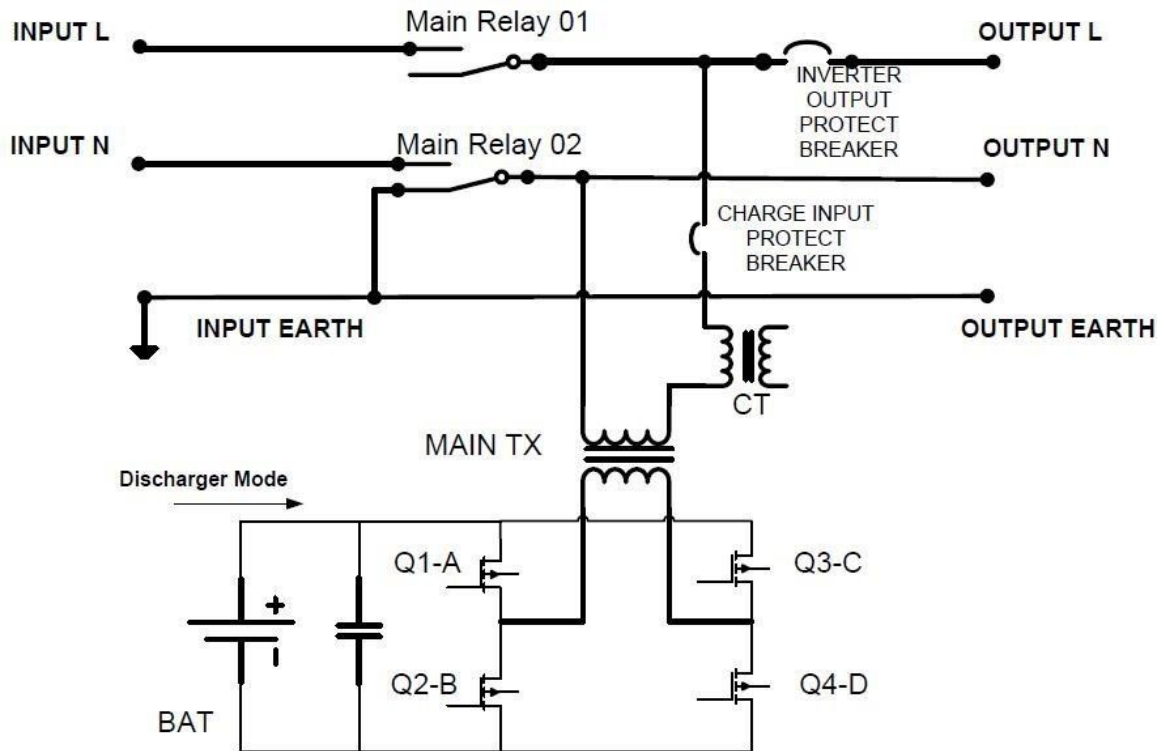 Main Relay 01
INPUT L
OUTPUT L
INVERTER
OUTPUT
PROTECT
BREAKER
INPUT N
Main Relay 02
OUTPUT N
CHARGE INPUT
PROTECT
BREAKER
INPUT EARTH
OUTPUT EARTH
CT
MAIN TX
Discharger Mode
Q1-A
Q3-C
+
-
Q2-B
Q4-D
BAT